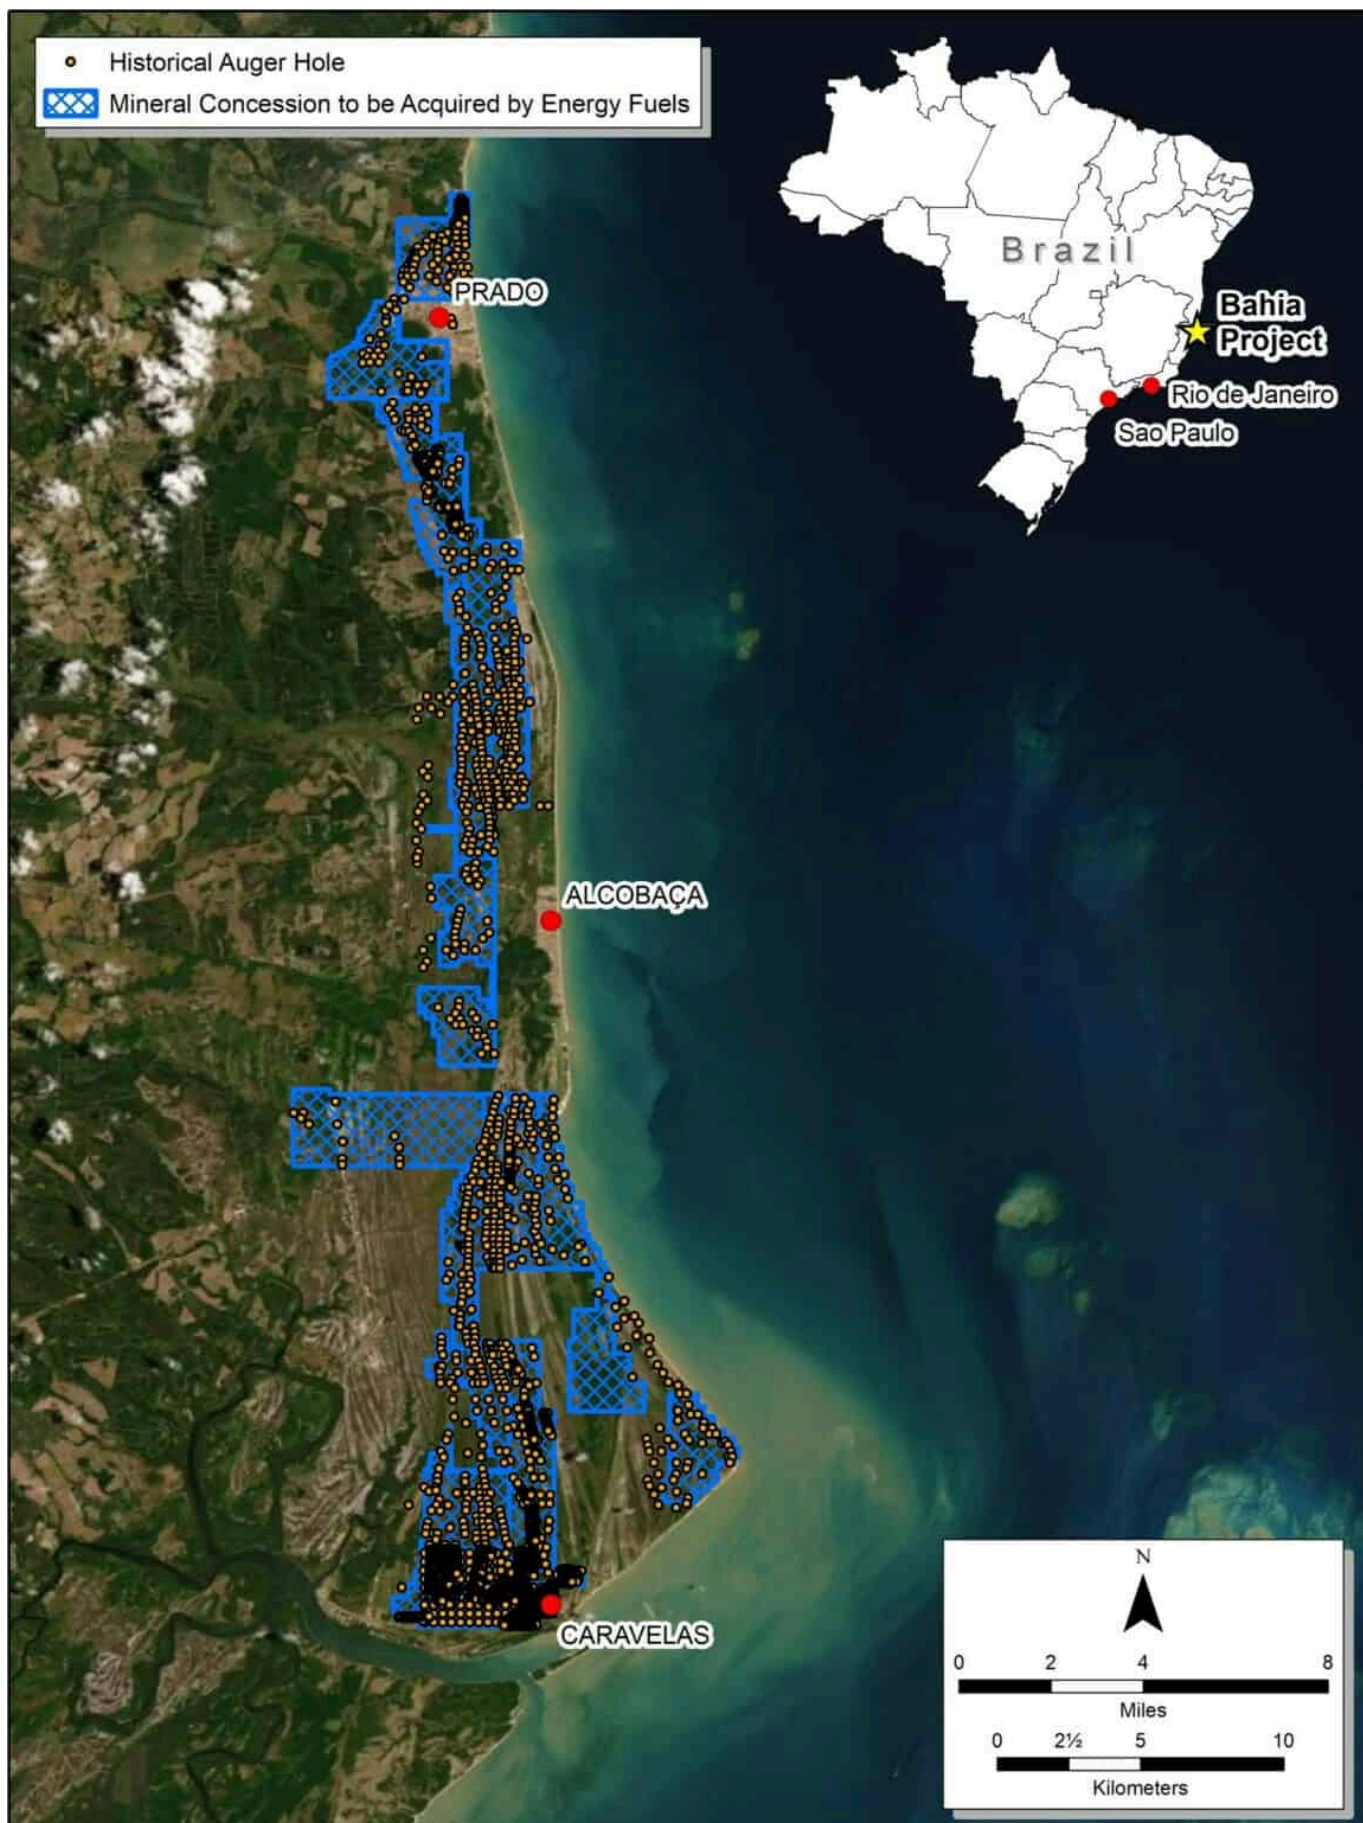 Historical Auger Hole
Mineral Concession to be Acquired by Energy Fuels
Brazil
Bahia
Project
Rio de Janeiro
Sao Paulo
PRADO
ALCOBAÇA
CARAVELAS
N
0 2 4 8
Miles
0 2½ 5 10
Kilometers